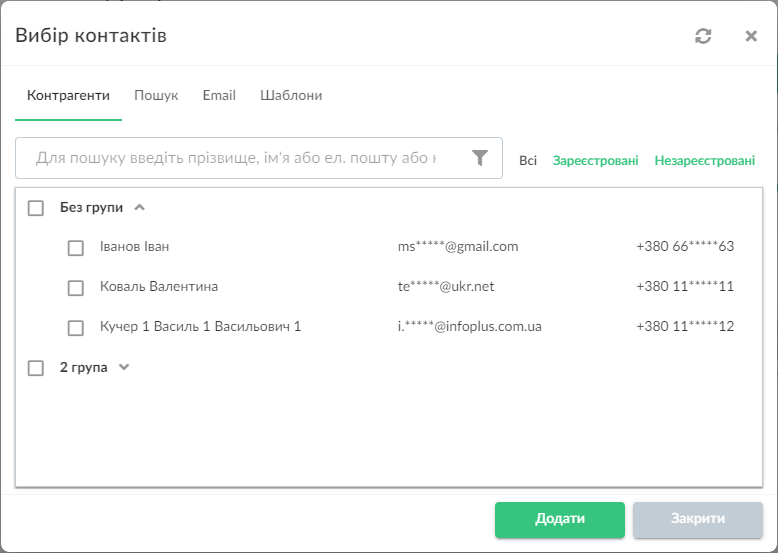 Вибір контактів
Контрагенти Пошук Email Шаблони
Для пошуку введіть прізвище, ім'я або ел. пошту або
Всі Зареєстровані Незареєстровані
Без групи
Іванов Іван ms*****@gmail.com +380 66*****63
Коваль Валентина te*****@ukr.net +380 11*****11
Кучер 1 Василь 1 Васильович 1 i.*****@infoplus.com.ua +380 11*****12
2 група
Додати Закрити